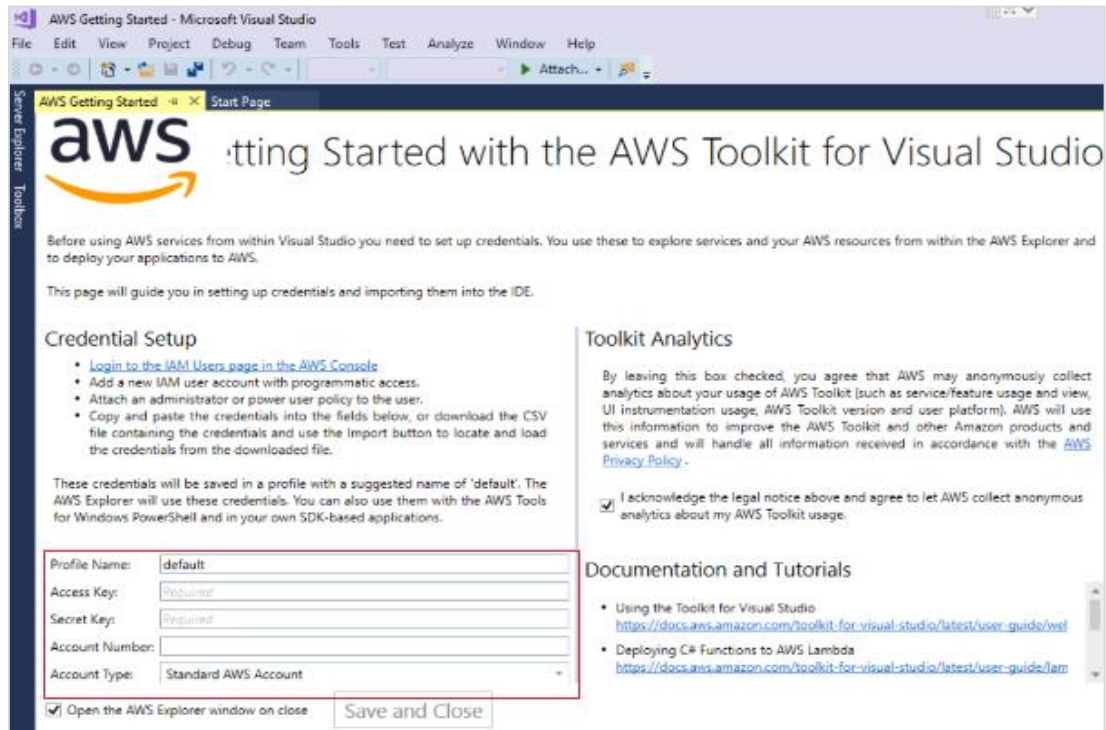 AWS Getting Started - Microsoft Visual Studio
File Edit View Project Debug Team Tools Test Analyze Window Help
Attach...
Server Explorer
Toolbox
AWS Getting Started
Start Page
aws
tting Started with the AWS Toolkit for Visual Studio
Before using AWS services from within Visual Studio you need to set up credentials. You use these to explore services and your AWS resources from within the AWS Explorer and
to deploy your applications to AWS.
This page will guide you in setting up credentials and importing them into the IDE.
Credential Setup
• Login to the IAM Users page in the AWS Console
• Add a new IAM user account with programmatic access.
• Attach an administrator or power user policy to the user.
• Copy and paste the credentials into the fields below, or download the CSV
file containing the credentials and use the Import button to locate and load
the credentials from the downloaded file.
These credentials will be saved in a profile with a suggested name of 'default'. The
AWS Explorer will use these credentials. You can also use them with the AWS Tools
for Windows PowerShell and in your own SDK-based applications.
Profile Name: default
Access Key: Required
Secret Key: Required
Account Number:
Account Type: Standard AWS Account
Open the AWS Explorer window on close
Save and Close
Toolkit Analytics
By leaving this box checked, you agree that AWS may anonymously collect
analytics about your usage of AWS Toolkit (such as service/feature usage and view,
UI instrumentation usage, AWS Toolkit version and user platform). AWS will use
this information to improve the AWS Toolkit and other Amazon products and
services and will handle all information received in accordance with the AWS
Privacy Policy .
I acknowledge the legal notice above and agree to let AWS collect anonymous
analytics about my AWS Toolkit usage.
Documentation and Tutorials
• Using the Toolkit for Visual Studio
https://docs.aws.amazon.com/toolkit-for-visual-studio/latest/user-guide/wel
• Deploying C# Functions to AWS Lambda
https://docs.aws.amazon.com/toolkit-for-visual-studio/latest/user-guide/lam